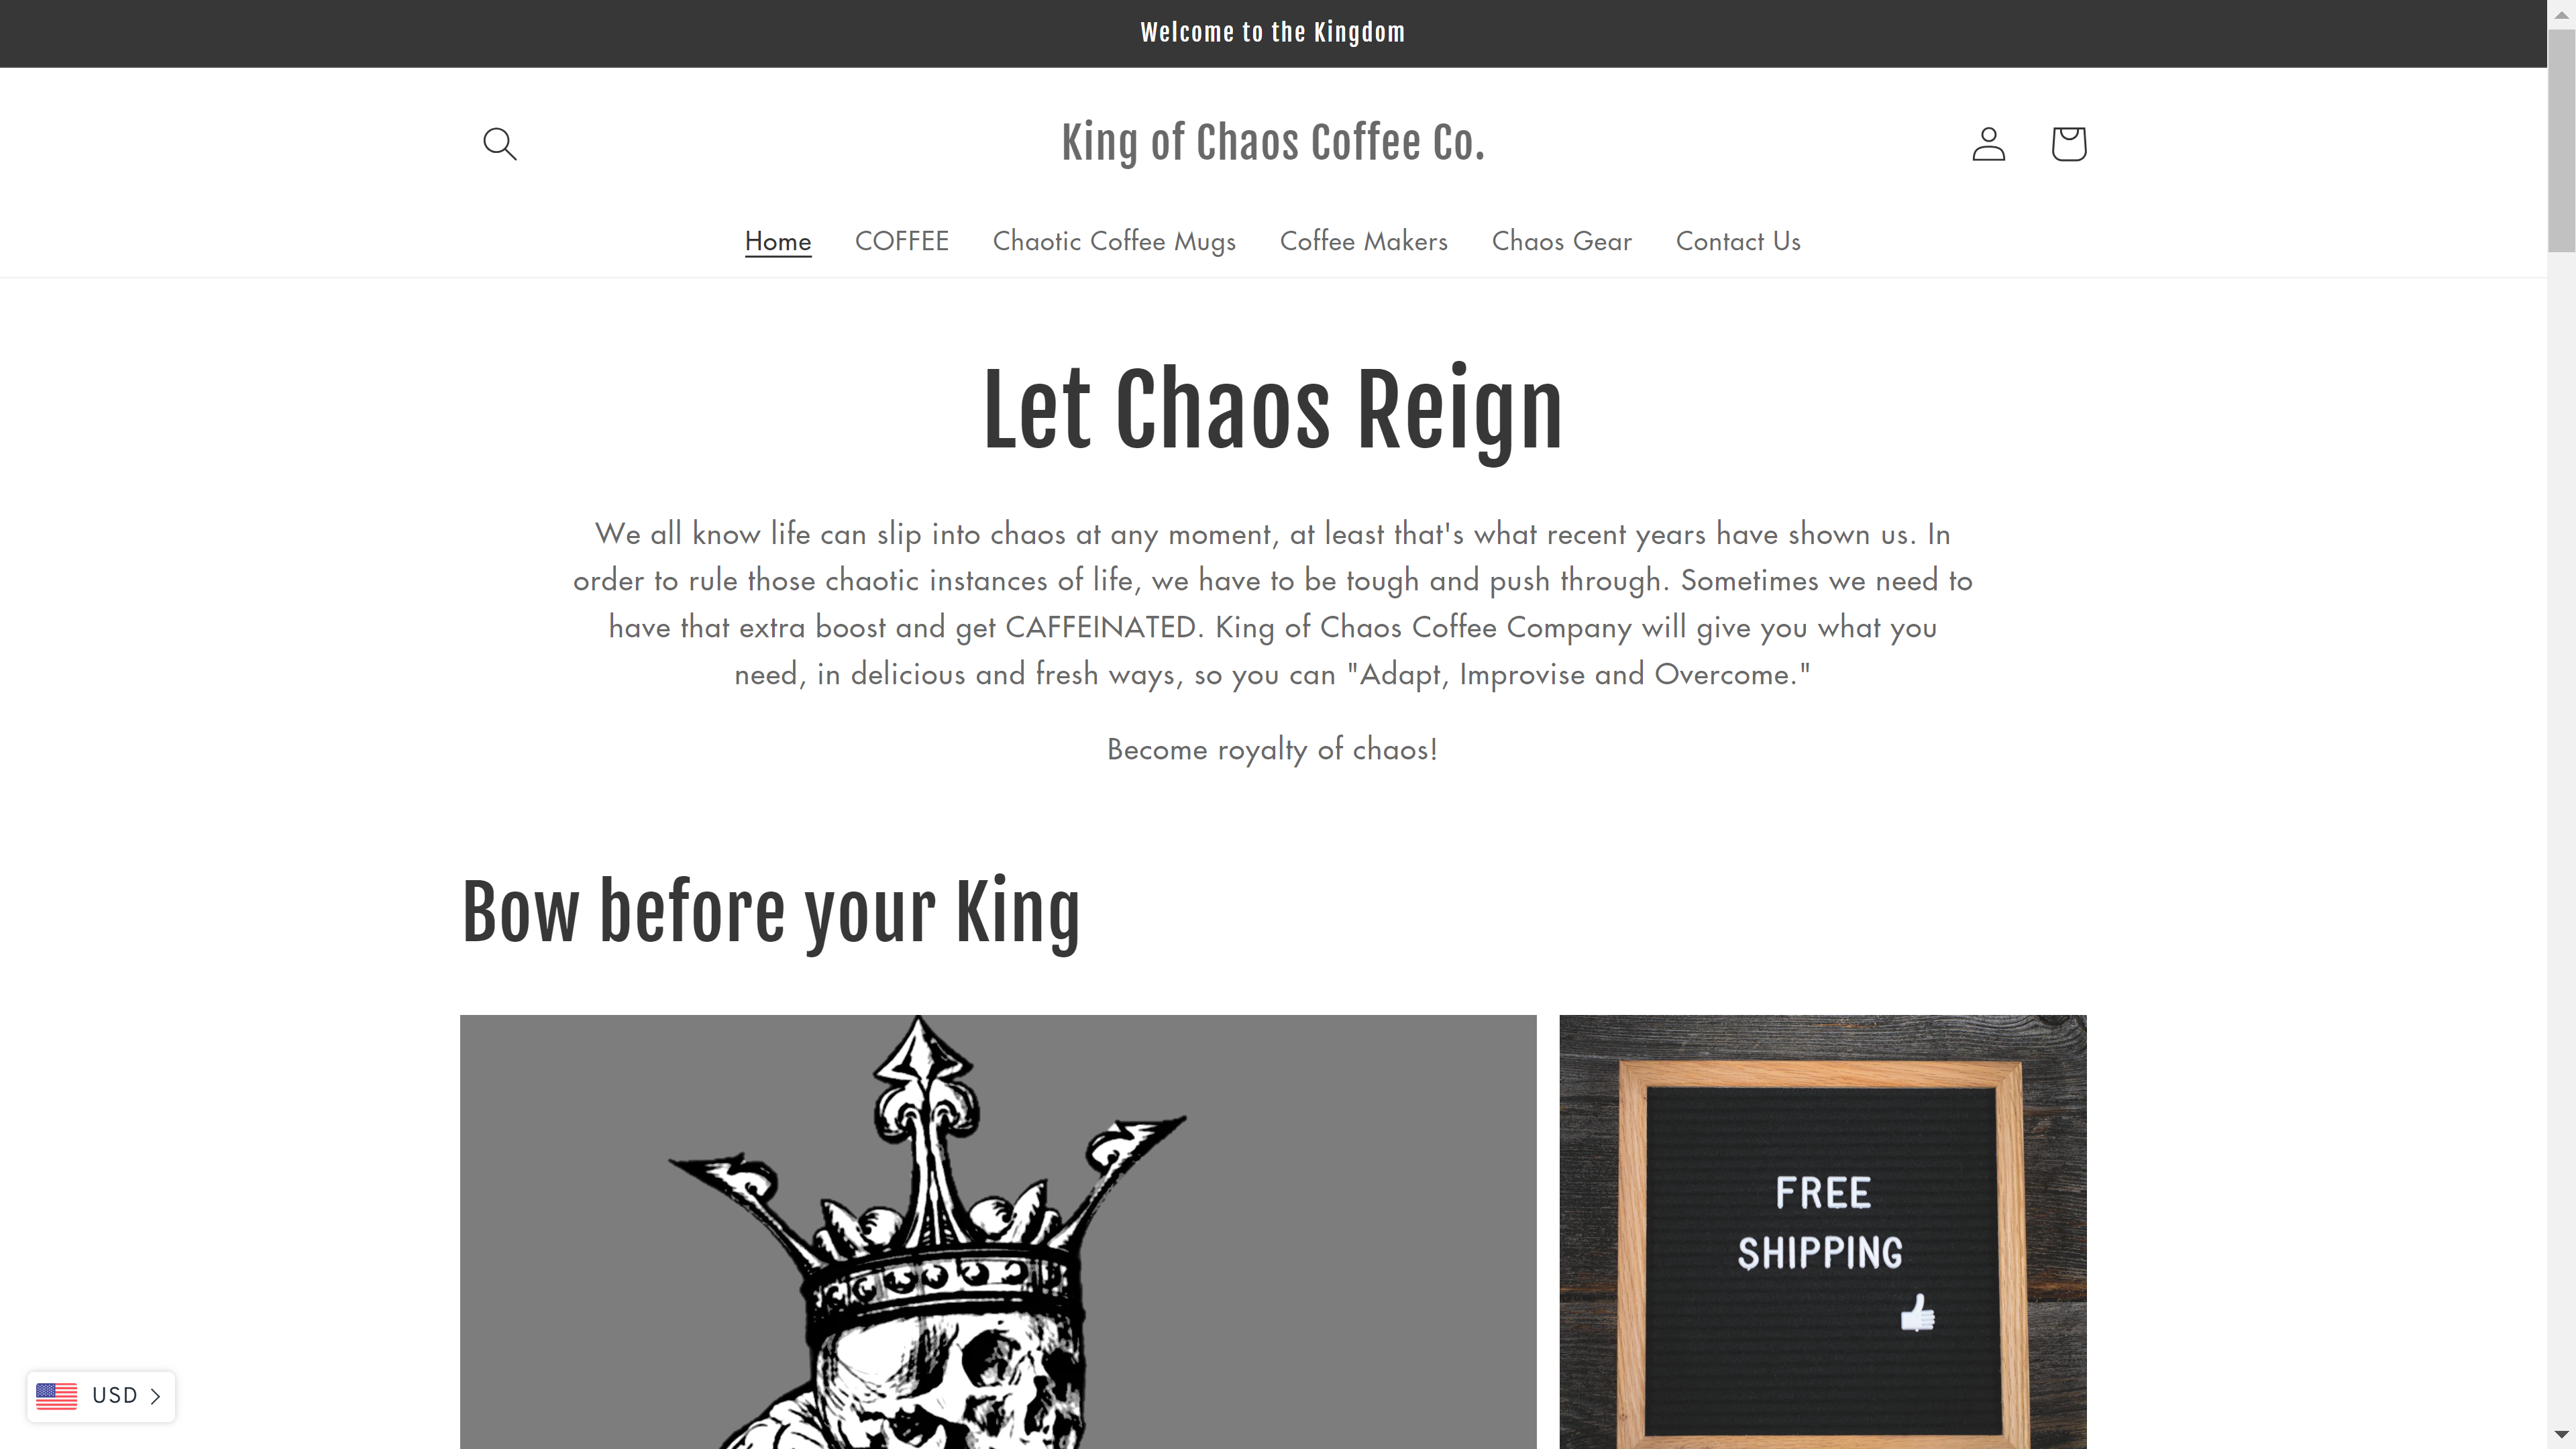 Welcome to the Kingdom
King of Chaos Coffee Co.
Home COFFEE Chaotic Coffee Mugs Coffee Makers Chaos Gear Contact Us
Let Chaos Reign
We all know life can slip into chaos at any moment, at least that's what recent years have shown us. In
order to rule those chaotic instances of life, we have to be tough and push through. Sometimes we need to
have that extra boost and get CAFFEINATED. King of Chaos Coffee Company will give you what you
need, in delicious and fresh ways, so you can "Adapt, Improvise and Overcome."
Become royalty of chaos!
Bow before your King
FREE
SHIPPING
USD